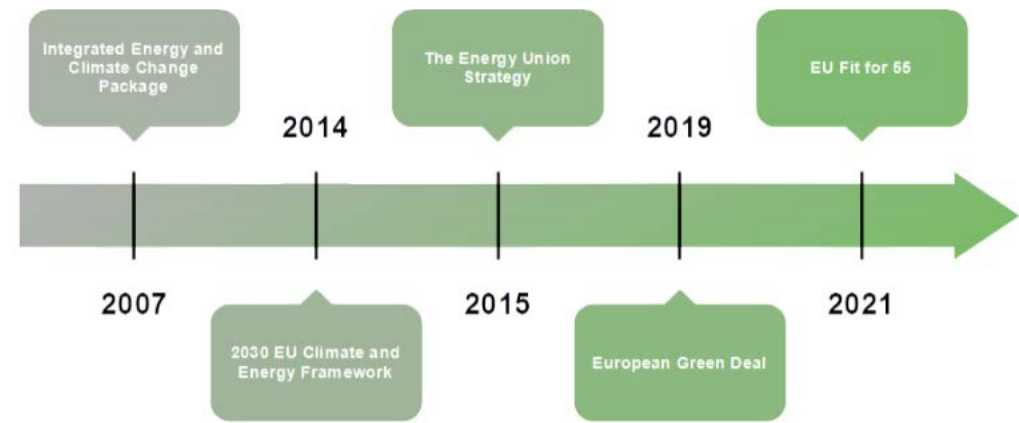 Integrated Energy and
Climate Change
Package
2007
2014
2030 EU Climate and
Energy Framework
The Energy Union
Strategy
2015
2019
European Green Deal
EU Fit for 55
2021